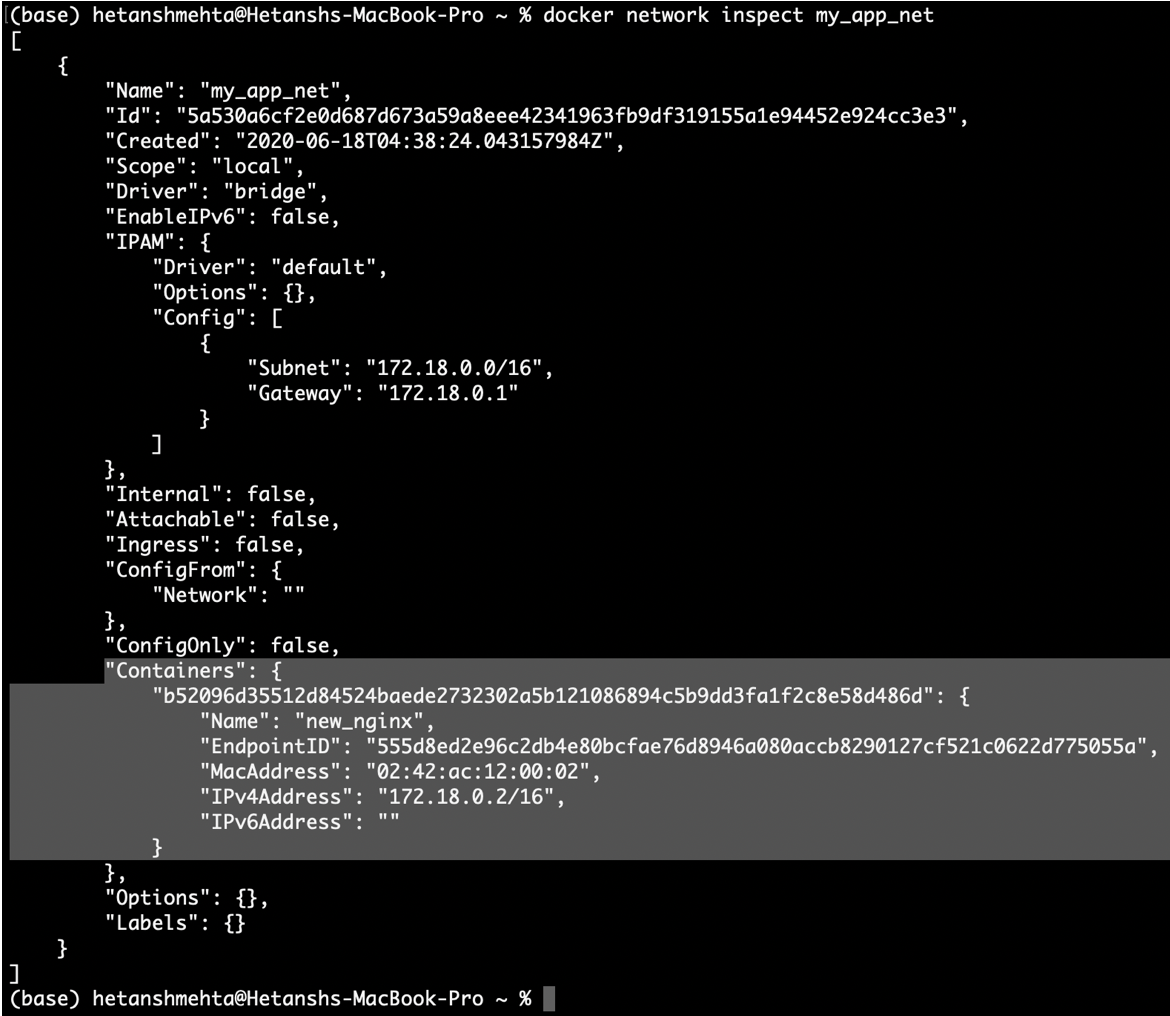 (base) hetanshmehta@Hetanshs-MacBook-Pro ~ % docker network inspect my_app_net
[
    {
        "Name": "my_app_net",
        "Id": "5a530a6cf2e0d687d673a59a8eee42341963fb9df319155a1e94452e924cc3e3",
        "Created": "2020-06-18T04:38:24.043157984Z",
        "Scope": "local",
        "Driver": "bridge",
        "EnableIPv6": false,
        "IPAM": {
            "Driver": "default",
            "Options": {},
            "Config": [
                {
                    "Subnet": "172.18.0.0/16",
                    "Gateway": "172.18.0.1"
                }
            ]
        },
        "Internal": false,
        "Attachable": false,
        "Ingress": false,
        "ConfigFrom": {
            "Network": ""
        },
        "ConfigOnly": false,
        "Containers": {
            "b52096d35512d84524baede2732302a5b121086894c5b9dd3fa1f2c8e58d486d": {
                "Name": "new_nginx",
                "EndpointID": "555d8ed2e96c2db4e80bcfae76d8946a080accb8290127cf521c0622d775055a",
                "MacAddress": "02:42:ac:12:00:02",
                "IPv4Address": "172.18.0.2/16",
                "IPv6Address": ""
            }
        },
        "Options": {},
        "Labels": {}
    }
]
(base) hetanshmehta@Hetanshs-MacBook-Pro ~ %